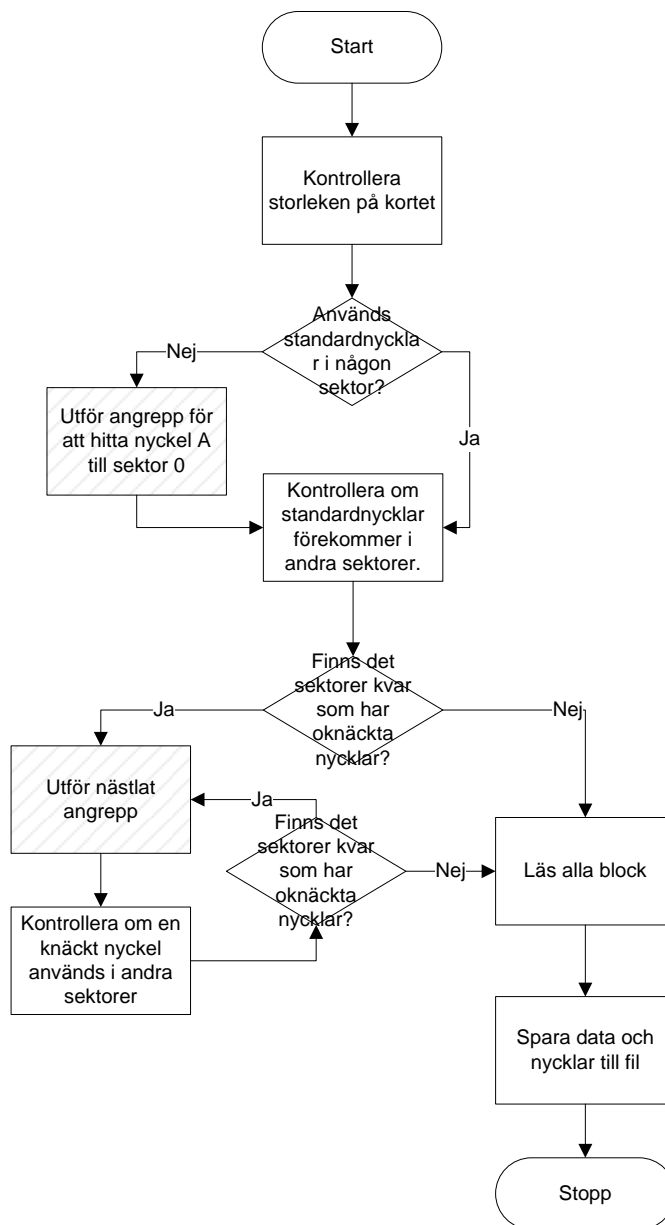 Start
Kontrollera
storleken på kortet
Används
standardnyckla
r i någon
sektor?
Nej
Ja
Utför angrepp för
att hitta nyckel A
till sektor 0
Kontrollera om
standardnycklar
förekommer i
andra sektorer.
Finns det
sektorer kvar
som har
oknäckta
nycklar?
Ja
Nej
Utför nästlat
angrepp
Ja
Finns det
sektorer kvar
som har
oknäckta
nycklar?
Nej
Läs alla block
Kontrollera om en
knäckt nyckel
används i andra
sektorer
Spara data och
nycklar till fil
Stopp